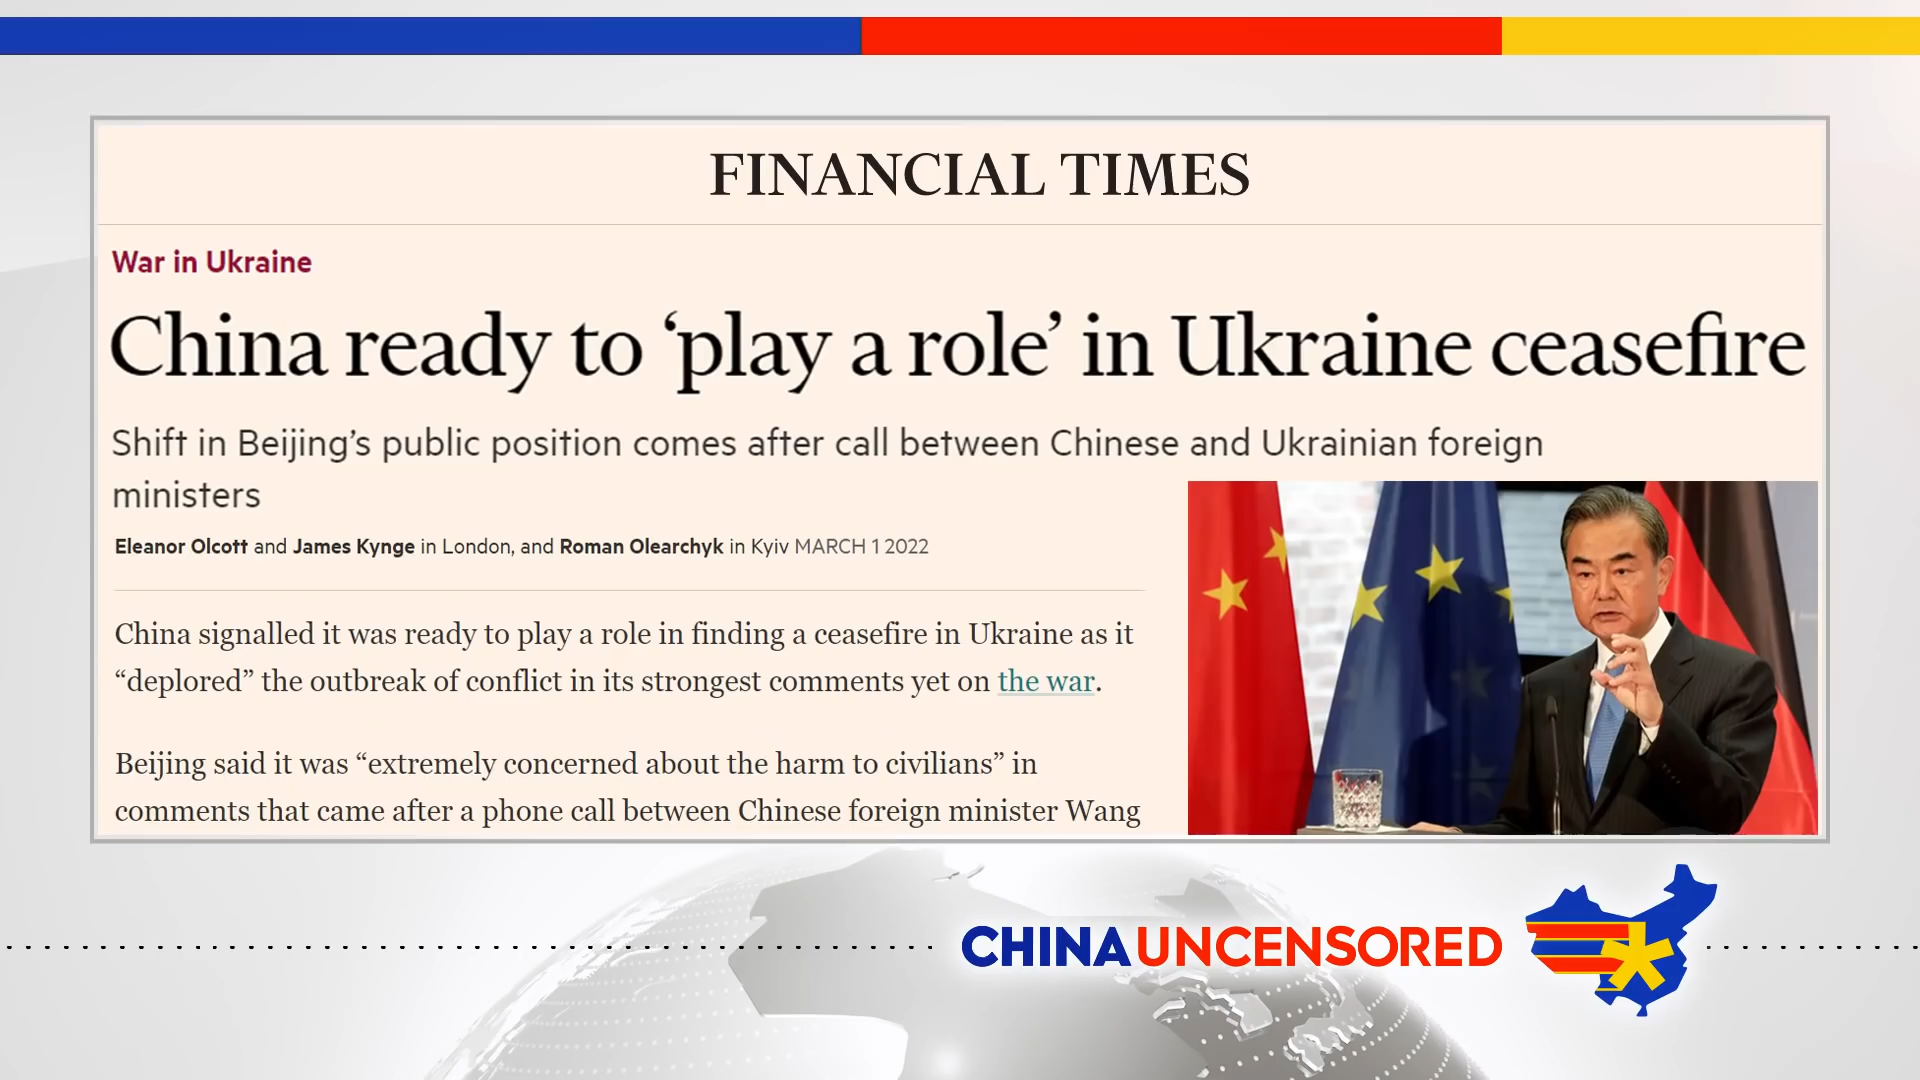 FINANCIAL TIMES
War in Ukraine
China ready to ‘play a role’ in Ukraine ceasefire
Shift in Beijing’s public position comes after call between Chinese and Ukrainian foreign
ministers
Eleanor Olcott and James Kynge in London, and Roman Olearchyk in Kyiv MARCH 1 2022
China signalled it was ready to play a role in finding a ceasefire in Ukraine as it
“deplored” the outbreak of conflict in its strongest comments yet on the war.
Beijing said it was “extremely concerned about the harm to civilians” in
comments that came after a phone call between Chinese foreign minister Wang
CHINA UNCENSORED